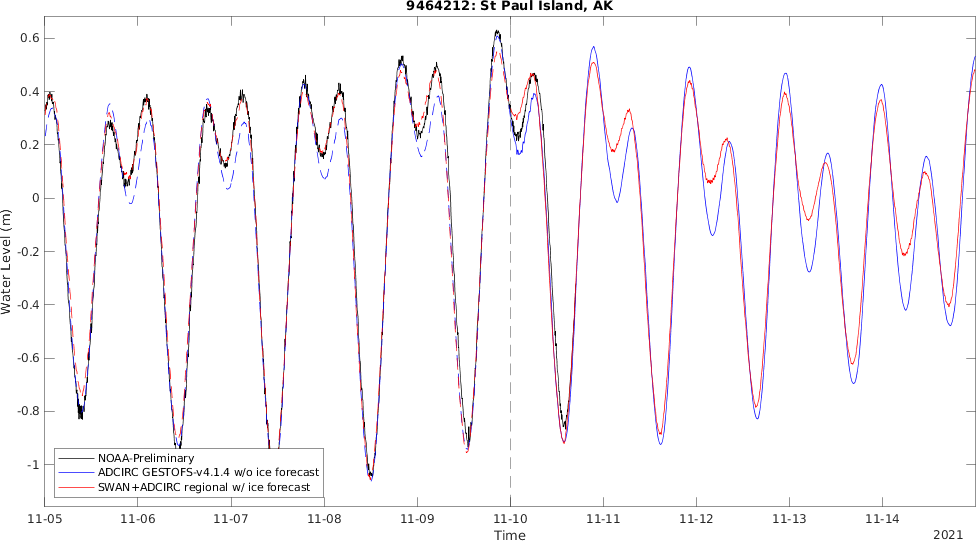 9464212: St Paul Island, AK
0.6
0.4
0.2
0
-0.2
-0.4
-0.6
-0.8
-1
Water Level (m)
NOAA-Preliminary
ADCIRC GESTOFS-v4.1.4 w/o ice forecast
SWAN+ADCIRC regional w/ ice forecast
11-05 11-06 11-07 11-08 11-09 11-10 11-11 11-12 11-13 11-14
Time
2021